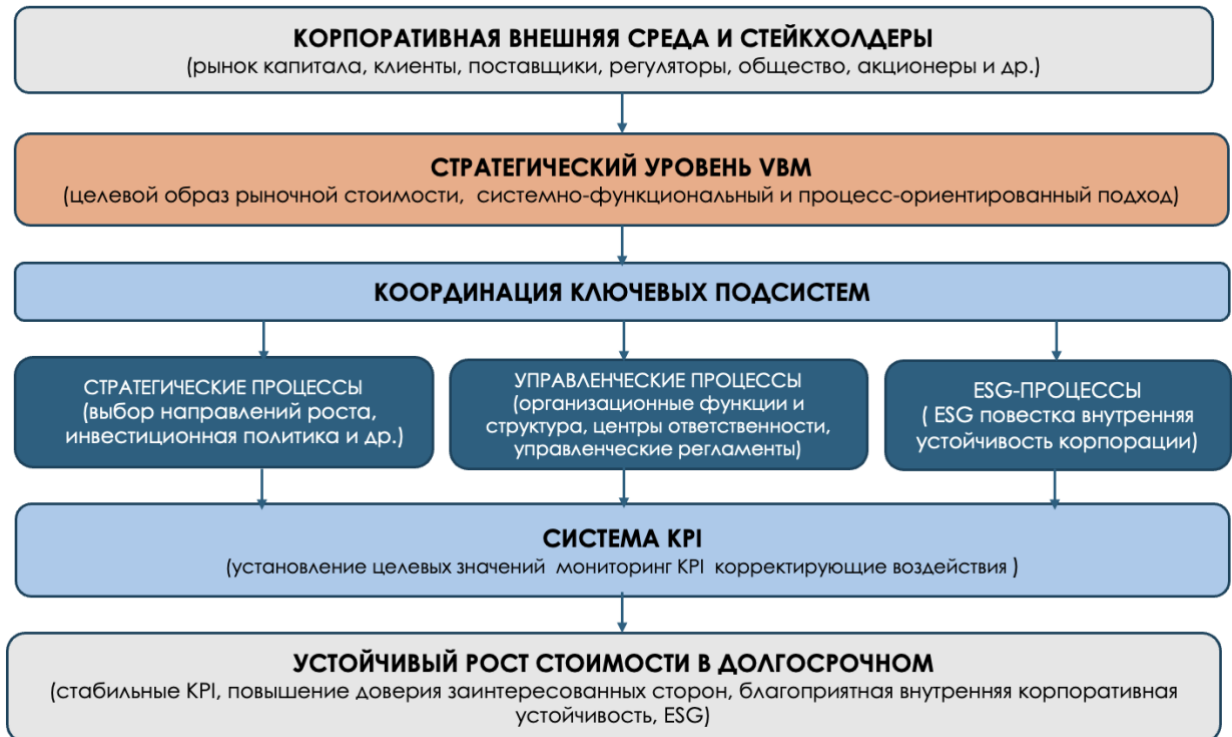 КОРПОРАТИВНАЯ ВНЕШНЯЯ СРЕДА И СТЕЙКХОЛДЕРЫ
(рынок капитала, клиенты, поставщики, регуляторы, общество, акционеры и др.)
СТРАТЕГИЧЕСКИЙ УРОВЕНЬ VBM
(целевой образ рыночной стоимости, системно-функциональный и процесс-ориентированный подход)
КООРДИНАЦИЯ КЛЮЧЕВЫХ ПОДСИСТЕМ
СТРАТЕГИЧЕСКИЕ ПРОЦЕССЫ
(выбор направлений роста,
инвестиционная политика и др.)
УПРАВЛЕНЧЕСКИЕ ПРОЦЕССЫ
(организационные функции и
структура, центры ответственности,
управленческие регламенты)
ESG-ПРОЦЕССЫ
( ESG повестка внутренняя
устойчивость корпорации)
СИСТЕМА KPI
(установление целевых значений мониторинг KPI корректирующие воздействия )
УСТОЙЧИВЫЙ РОСТ СТОИМОСТИ В ДОЛГОСРОЧНОМ
(стабильные KPI, повышение доверия заинтересованных сторон, благоприятная внутренняя корпоративная
устойчивость, ESG)